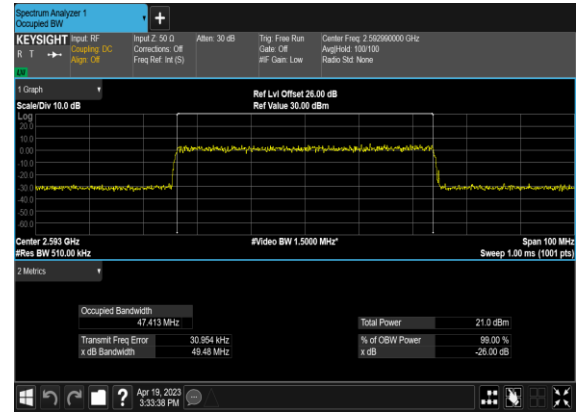 Spectrum Analyzer 1
Occupied BW
KEYSIGHT
R T
LW
Input: RF
Coupling: DC
Align: Off
Input Z: 50 Ω
Corrections: Off
Freq Ref: Int (S)
Atten: 30 dB
Trig: Free Run
Gate: Off
#IF Gain: Low
Center Freq: 2.592990000 GHz
Avg|Hold: 100/100
Radio Std: None
1 Graph
Scale/Div 10.0 dB
Ref Lvl Offset 26.00 dB
Ref Value 30.00 dBm
Log
20.0
10.0
0.00
-10.0
-20.0
-30.0
-40.0
-50.0
-60.0
Center 2.593 GHz
#Res BW 510.00 kHz
#Video BW 1.5000 MHz*
Span 100 MHz
Sweep 1.00 ms (1001 pts)
2 Metrics
Occupied Bandwidth
47.413 MHz
Total Power 21.0 dBm
Transmit Freq Error 30.954 kHz
% of OBW Power 99.00 %
x dB Bandwidth 49.48 MHz
x dB -26.00 dB
?
Apr 19, 2023
3:33:38 PM